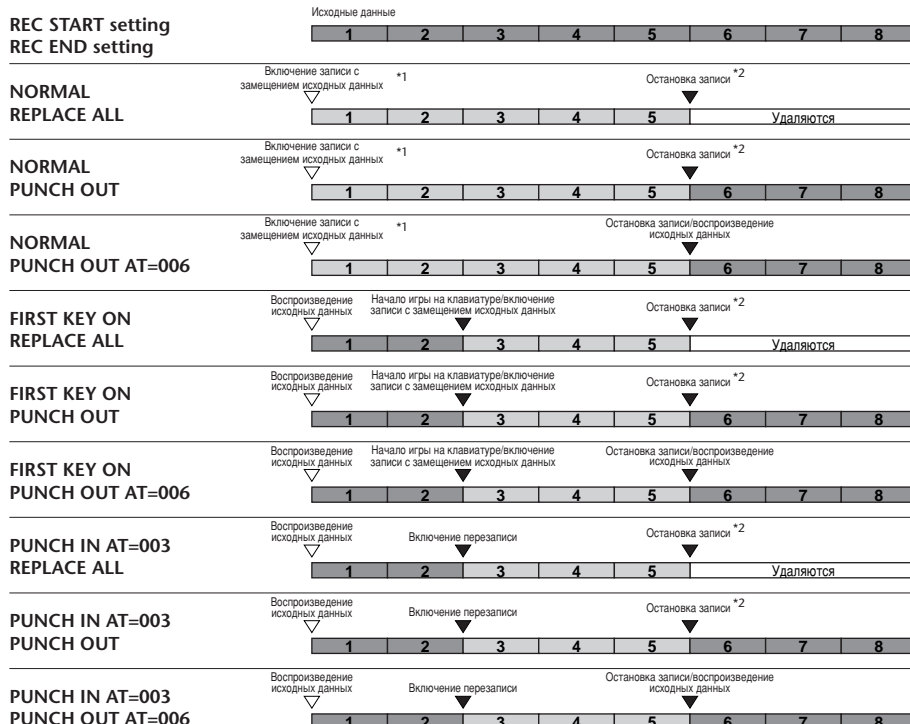 Исходные данные
REC START setting
REC END setting
1 2 3 4 5 6 7 8
Включение записи с
замещением исходных данных *1
Остановка записи *2
NORMAL
REPLACE ALL
1 2 3 4 5 Удаляются
Включение записи с
замещением исходных данных *1
Остановка записи *2
NORMAL
PUNCH OUT
1 2 3 4 5 6 7 8
Включение записи с
замещением исходных данных *1
Остановка записи/воспроизведение
исходных данных
NORMAL
PUNCH OUT AT=006
1 2 3 4 5 6 7 8
Воспроизведение
исходных данных
Начало игры на клавиатуре/включение
записи с замещением исходных данных
Остановка записи *2
FIRST KEY ON
REPLACE ALL
1 2 3 4 5 Удаляются
Воспроизведение
исходных данных
Начало игры на клавиатуре/включение
записи с замещением исходных данных
Остановка записи *2
FIRST KEY ON
PUNCH OUT
1 2 3 4 5 6 7 8
Воспроизведение
исходных данных
Начало игры на клавиатуре/включение
записи с замещением исходных данных
Остановка записи/воспроизведение
исходных данных
FIRST KEY ON
PUNCH OUT AT=006
1 2 3 4 5 6 7 8
Воспроизведение
исходных данных
Включение перезаписи
Остановка записи *2
PUNCH IN AT=003
REPLACE ALL
1 2 3 4 5 Удаляются
Воспроизведение
исходных данных
Включение перезаписи
Остановка записи *2
PUNCH IN AT=003
PUNCH OUT
1 2 3 4 5 6 7 8
Воспроизведение
исходных данных
Включение перезаписи
Остановка записи/воспроизведение
исходных данных
PUNCH IN AT=003
PUNCH OUT AT=006
1 2 3 4 5 6 7 8